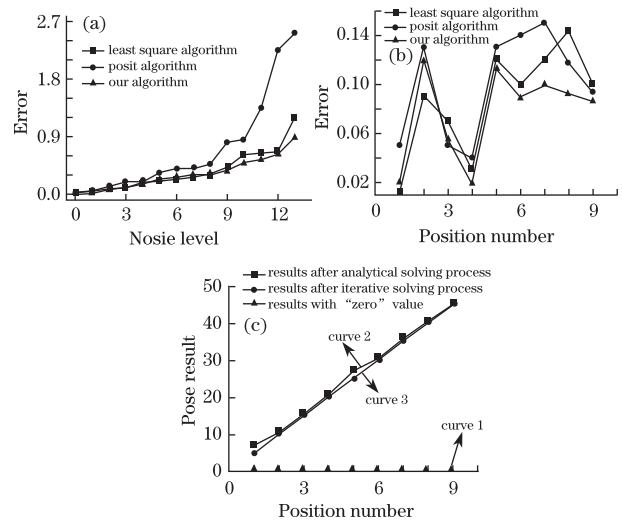 (a)
least square algorithm
posit algorithm
our algorithm
2.7
1.8
0.9
0.0
Error
0 3 6 9 12
Nosie level
least square algorithm
posit algorithm
our algorithm
(b)
0.14
0.10
0.06
0.02
Error
0 3 6 9
Position number
results after analytical solving process
results after iterative solving process
results with “zero” value
(c)
50
40
30
20
10
0
Pose result
curve 2
curve 3
curve 1
0 3 6 9
Position number